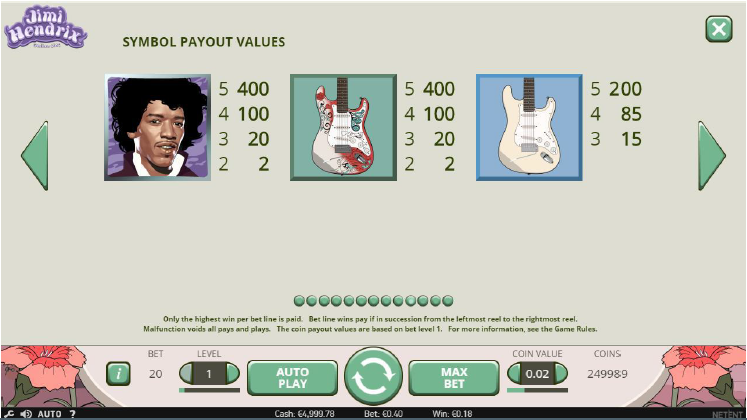 Jimi
Hendrix
SYMBOL PAYOUT VALUES
5 400
4 100
3 20
2 2
5 400
4 100
3 20
2 2
5 200
4 85
3 15
Only the highest win per bet line is paid. Bet line wins pay if in succession from the leftmost reel to the rightmost reel.
Malfunction voids all pays and plays. The coin payout values are based on bet level 1. For more information, see the Game Rules.
i
BET
20
LEVEL
1
AUTO
PLAY
MAX
BET
COIN VALUE
0.02
COINS
249989
AUTO ?
Cash: €4,999.78 Bet: €0.40 Win: €0.18
NETENT